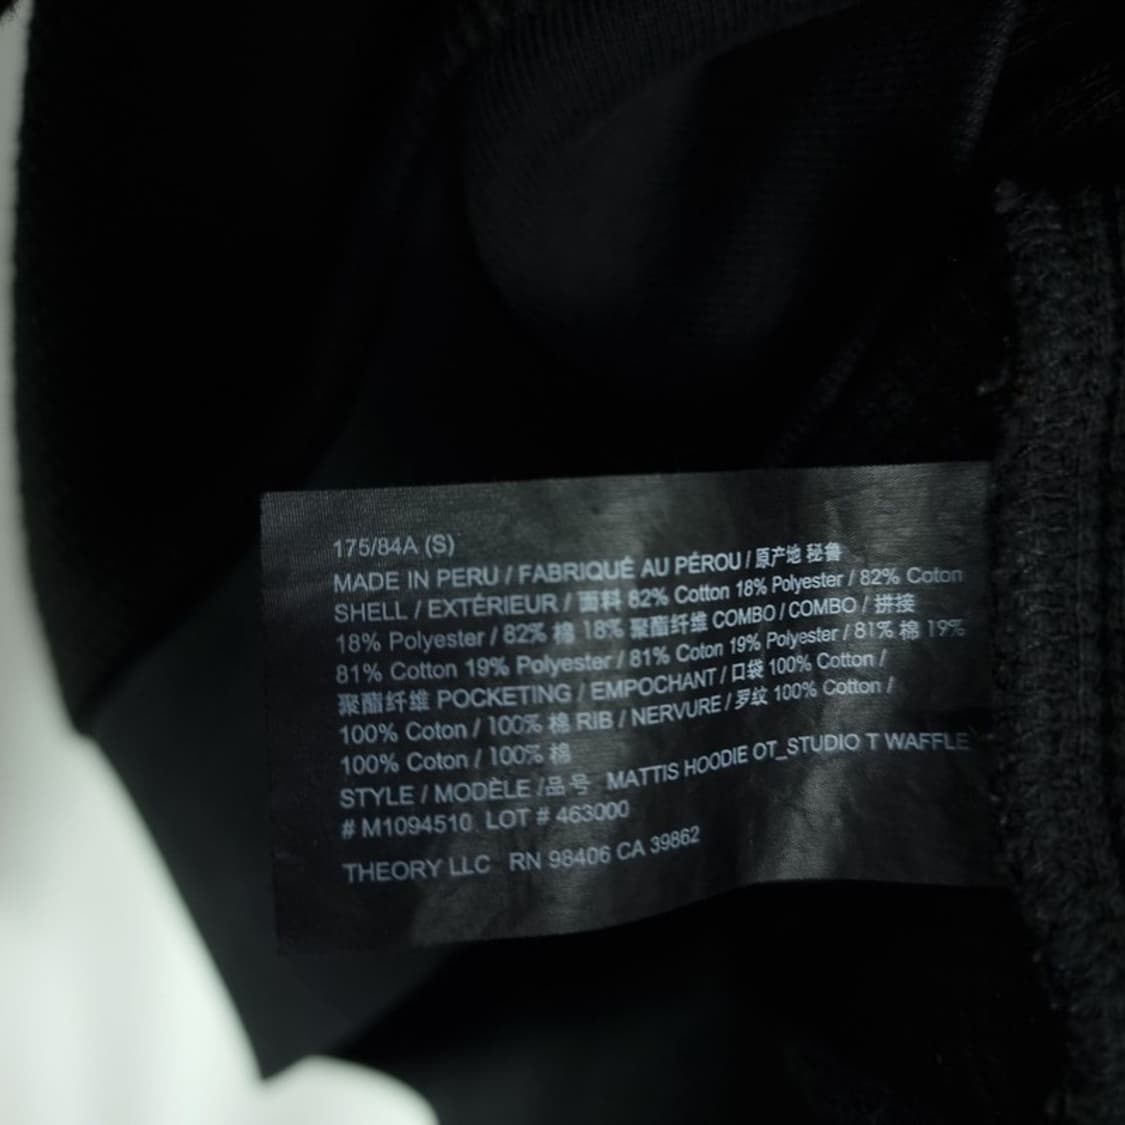 175/84A (S)
MADE IN PERU / FABRIQUÉ AU PÉROU / 原产地 秘鲁
SHELL / EXTÉRIEUR / 面料 82% Cotton 18% Polyester / 82% Coton
18% Polyester / 82% 棉 18% 聚酯纤维 COMBO / COMBO / 拼接
81% Cotton 19% Polyester / 81% Coton 19% Polyester / 81% 棉 19%
聚酯纤维 POCKETING / EMPOCHANT / 口袋 100% Cotton /
100% Coton / 100% 棉 RIB / NERVURE / 罗纹 100% Cotton /
100% Coton / 100% 棉
STYLE / MODÈLE /品号 MATTIS HOODIE OT_STUDIO T WAFFLE
# M1094510 LOT # 463000
THEORY LLC RN 98406 CA 39862